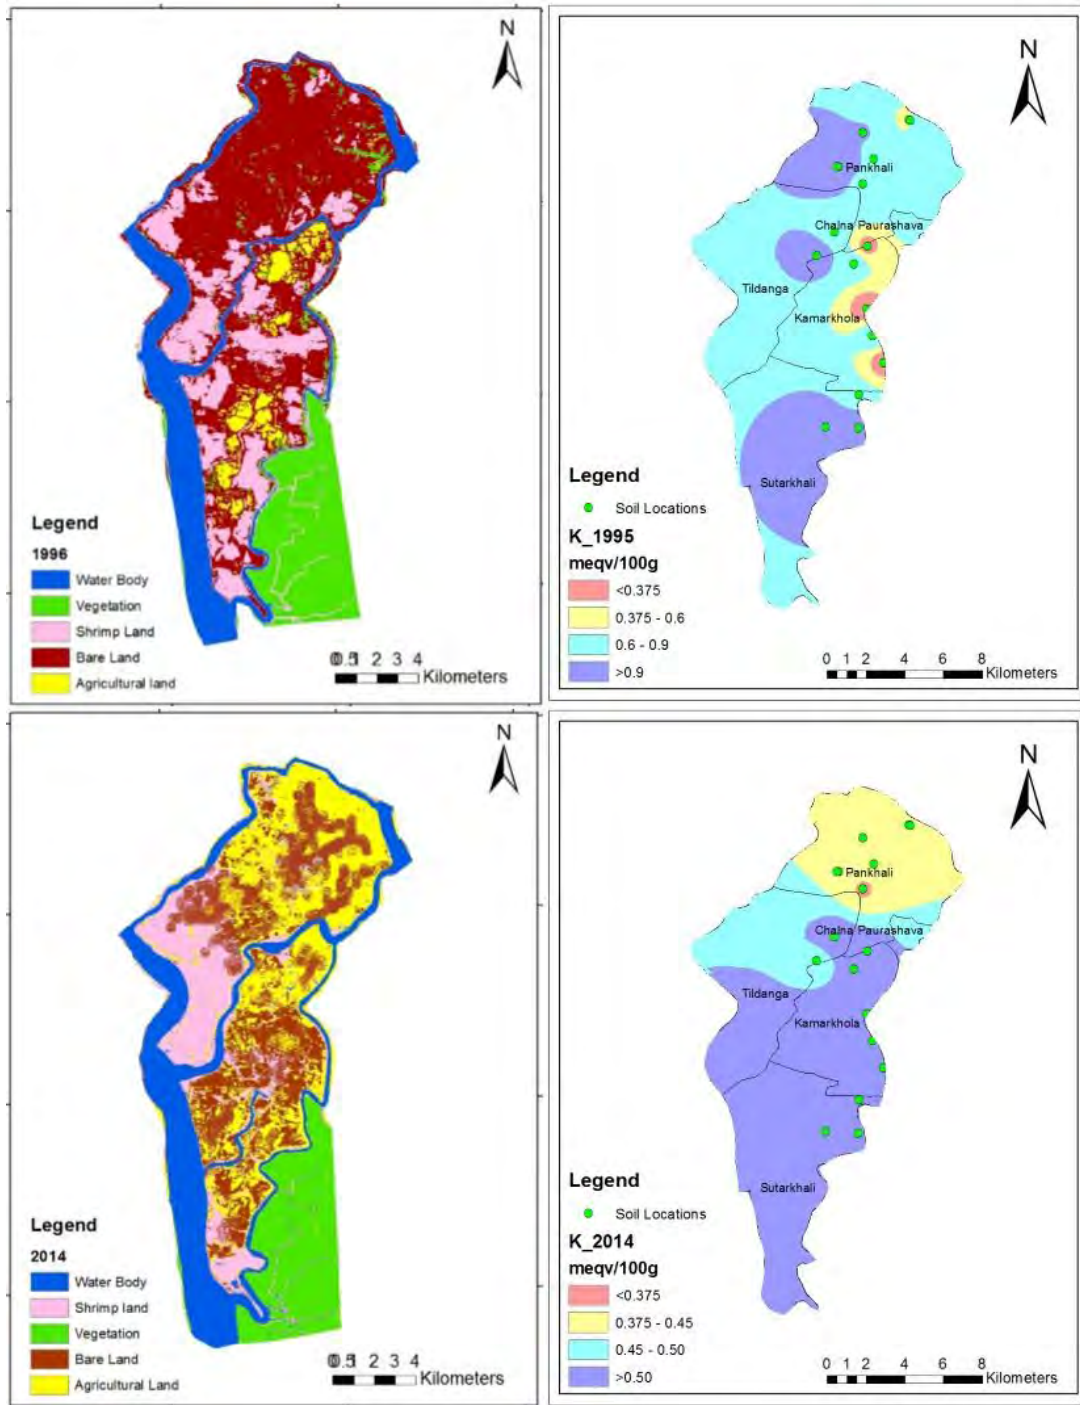 N
Legend
1996
Water Body
Vegetation
Shrimp Land
Bare Land
Agricultural land
1 2 3 4
Kilometers
N
Pankhali
Chalna Paurashava
Tildanga
Kamarkhola
Sutarkhali
Legend
Soil Locations
K_1995
meqv/100g
<0.375
0.375 - 0.6
0.6 - 0.9
>0.9
0 1 2 4 6 8
Kilometers
N
Legend
2014
Water Body
Shrimp land
Vegetation
Bare Land
Agricultural Land
1 2 3 4
Kilometers
N
Pankhali
Chalna Paurashava
Tildanga
Kamarkhola
Sutarkhali
Legend
Soil Locations
K_2014
meqv/100g
<0.375
0.375 - 0.45
0.45 - 0.50
>0.50
0 1 2 4 6 8
Kilometers